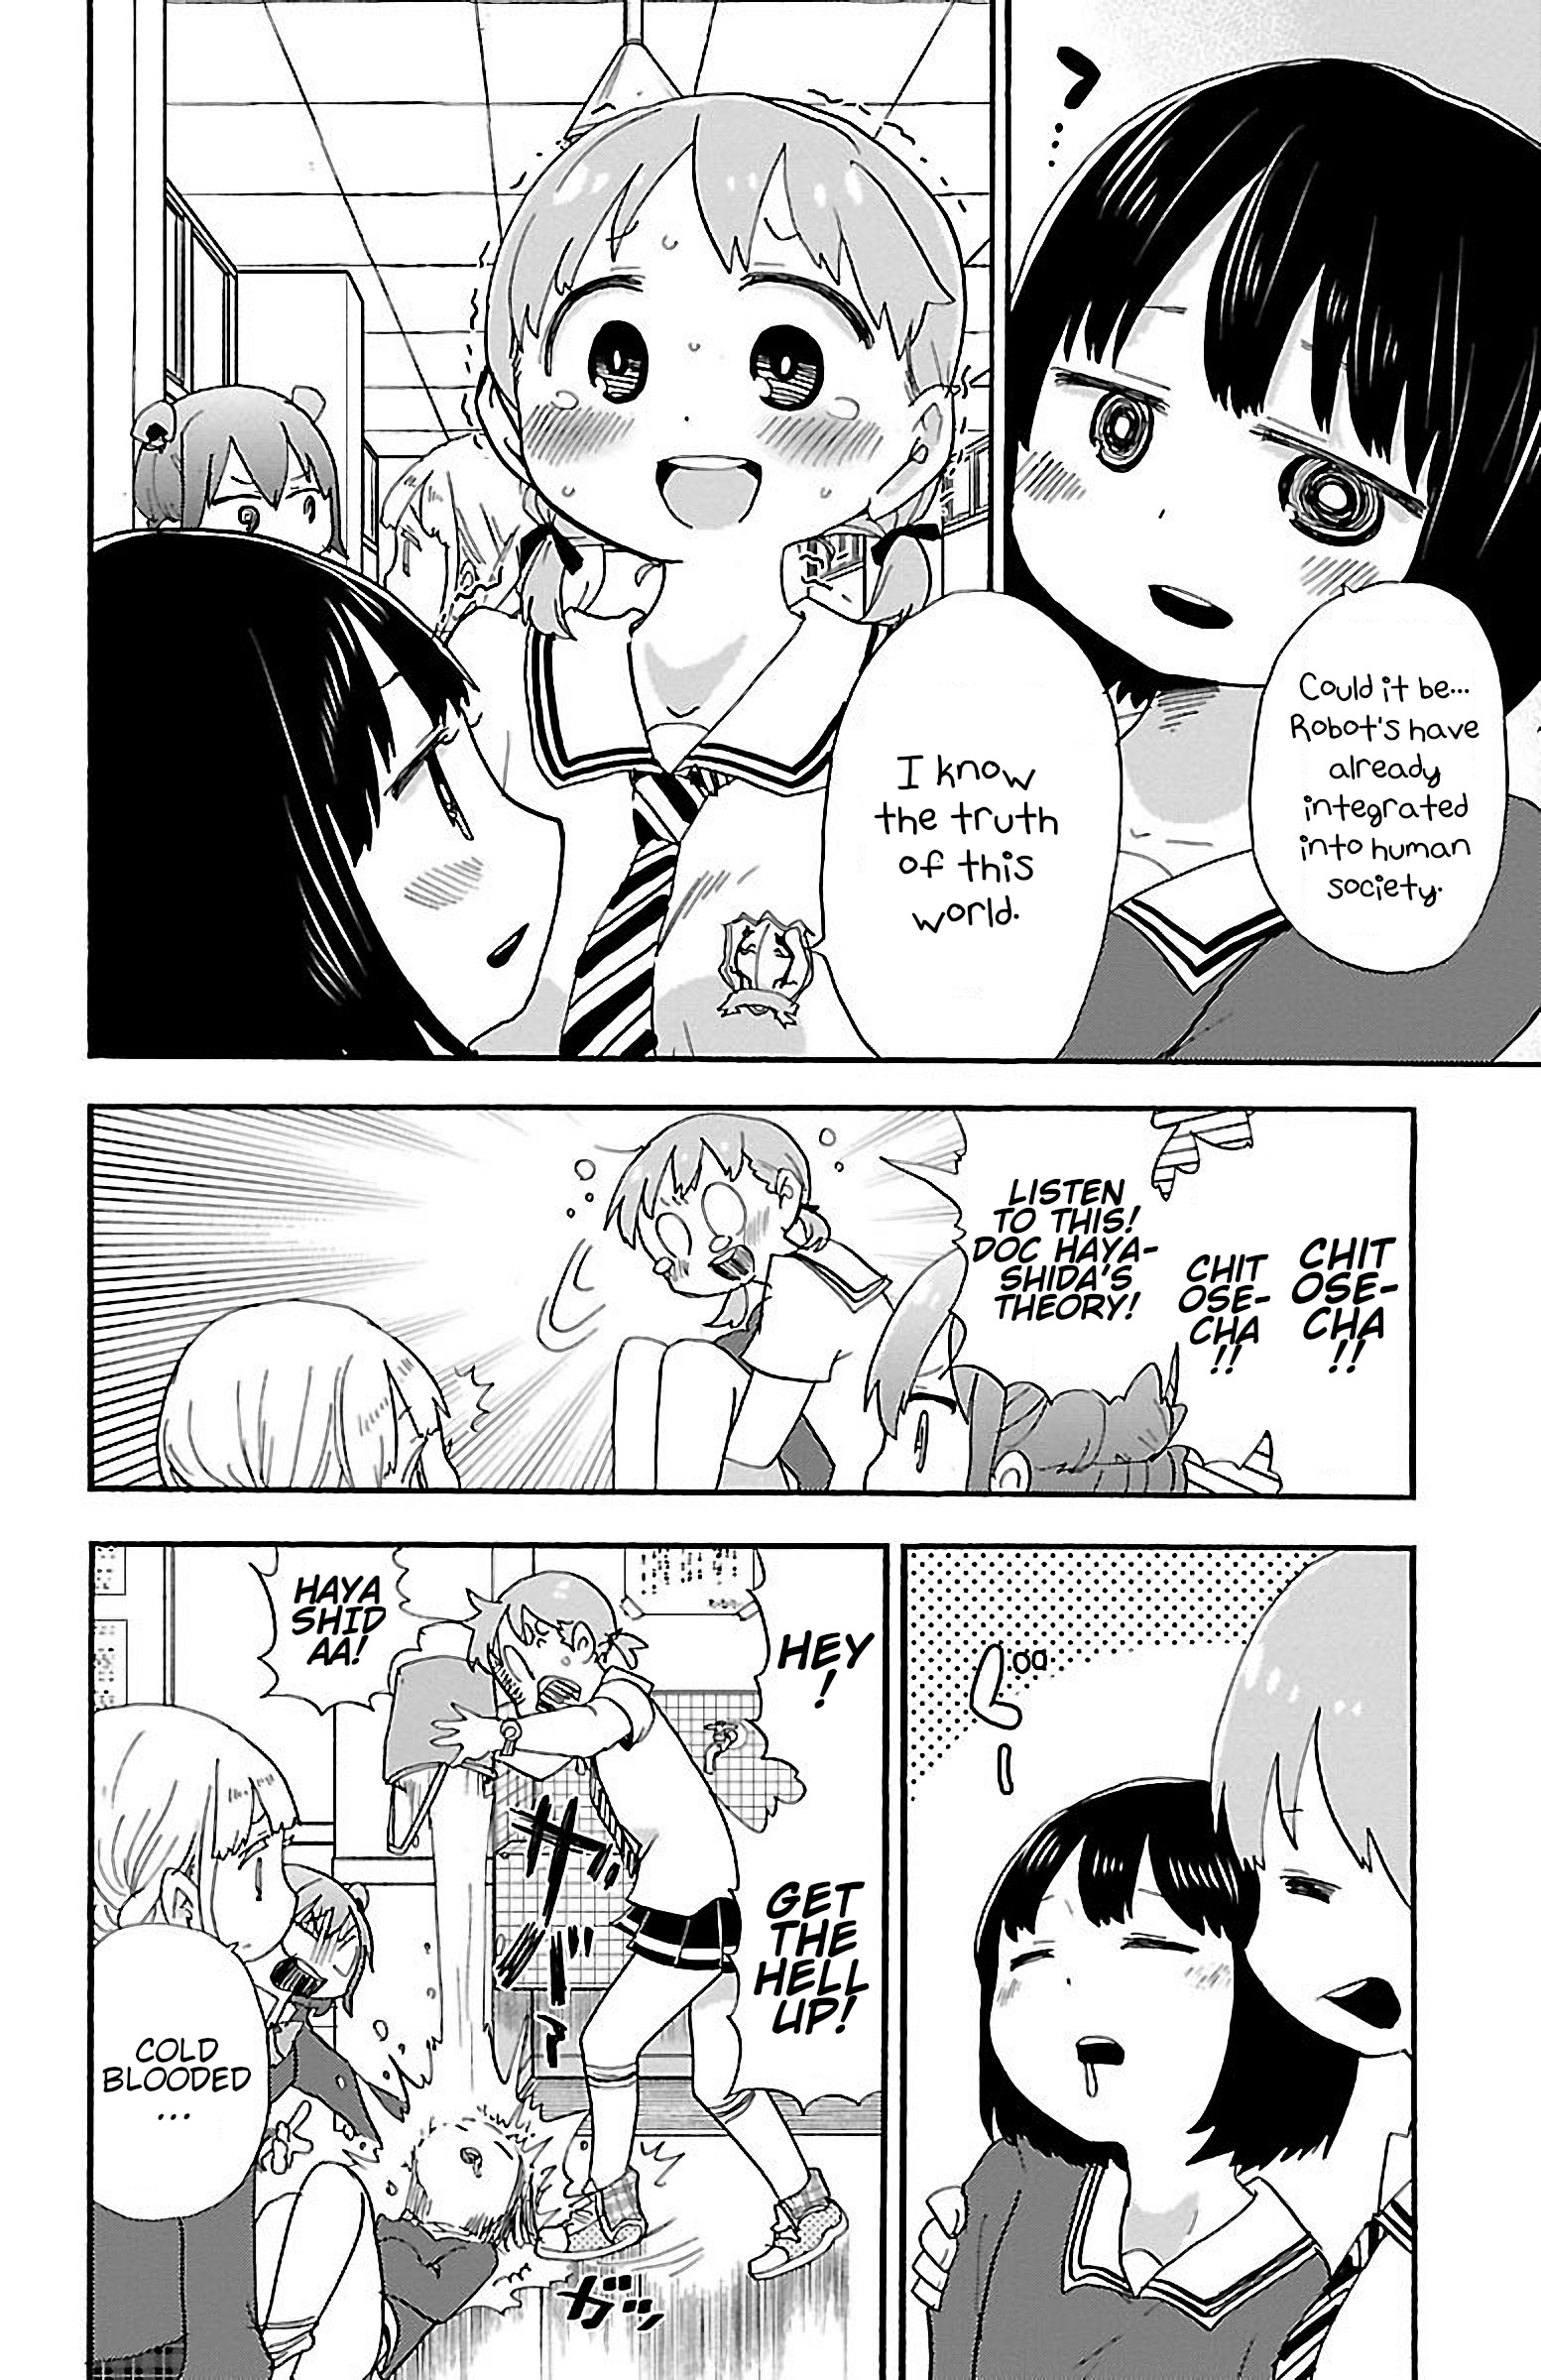 Could it be...
Robot's have
already
integrated
into human
society.
I know
the truth
of this
world.
CHIT
OSE-
CHA
!!
CHIT
OSE-
CHA
!!
LISTEN
TO THIS!
DOC HAYA-
SHIDA'S
THEORY!
HEY
!
GET
THE
HELL
UP!
HAYA
SHID
AA!
COLD
BLOODED
...
ガッ